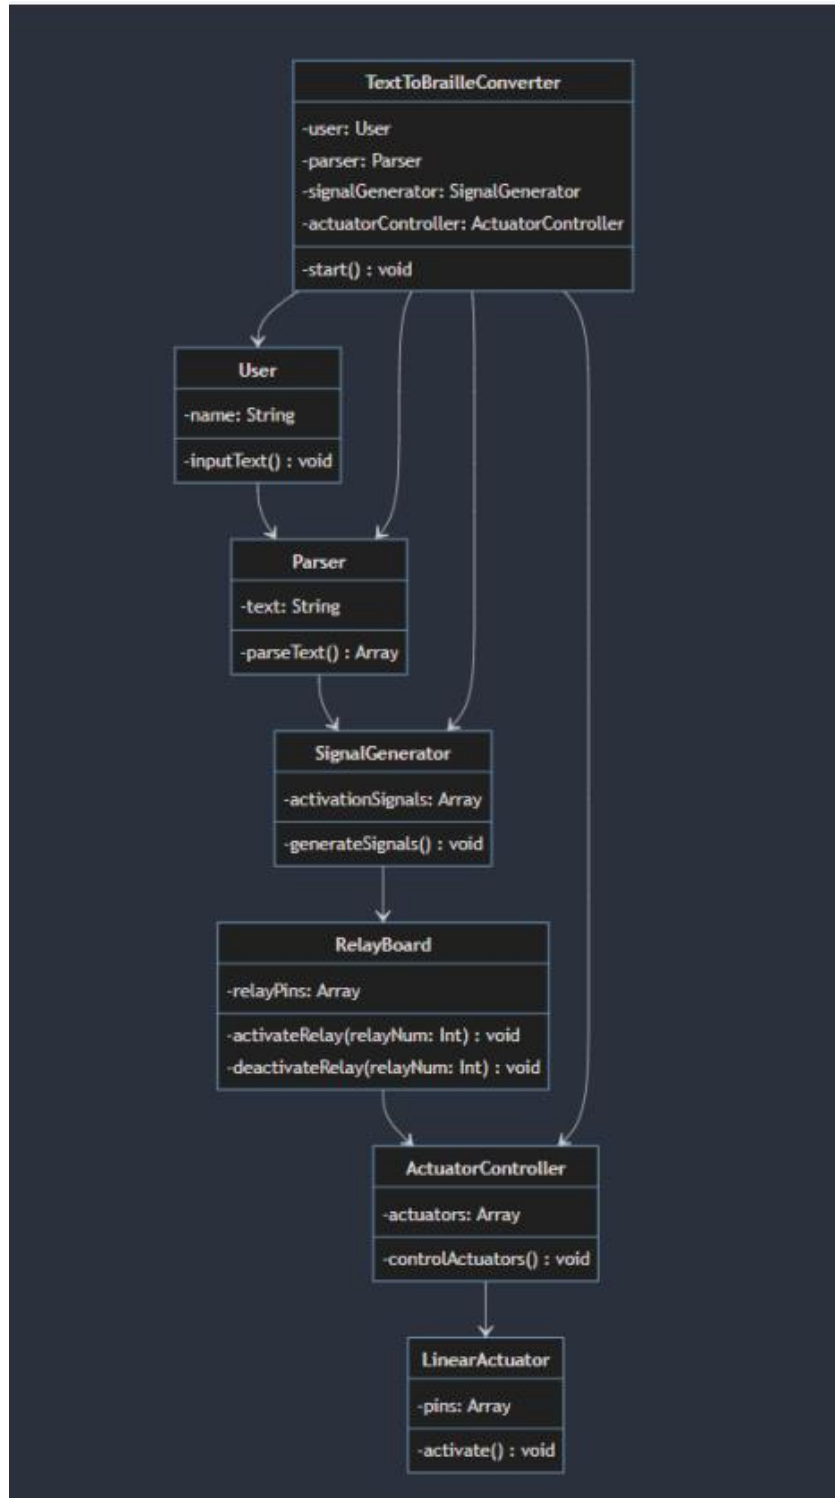 TextToBrailleConverter
-user: User
-parser: Parser
-signalGenerator: SignalGenerator
-actuatorController: ActuatorController
-start() : void
User
-name: String
-inputText() : void
Parser
-text: String
-parseText() : Array
SignalGenerator
-activationSignals: Array
-generateSignals() : void
RelayBoard
-relayPins: Array
-activateRelay(relayNum: Int) : void
-deactivateRelay(relayNum: Int) : void
ActuatorController
-actuators: Array
-controlActuators() : void
LinearActuator
-pins: Array
-activate() : void